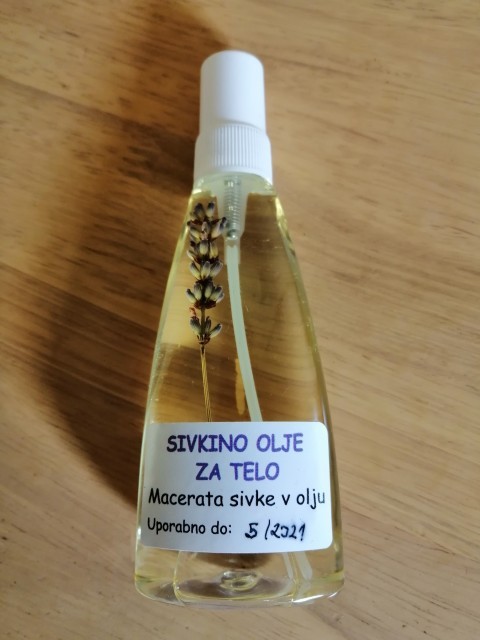 SIVKINO OLJE
ZA TELO
Macerata sivke v olju
Uporabno do: 5/2021